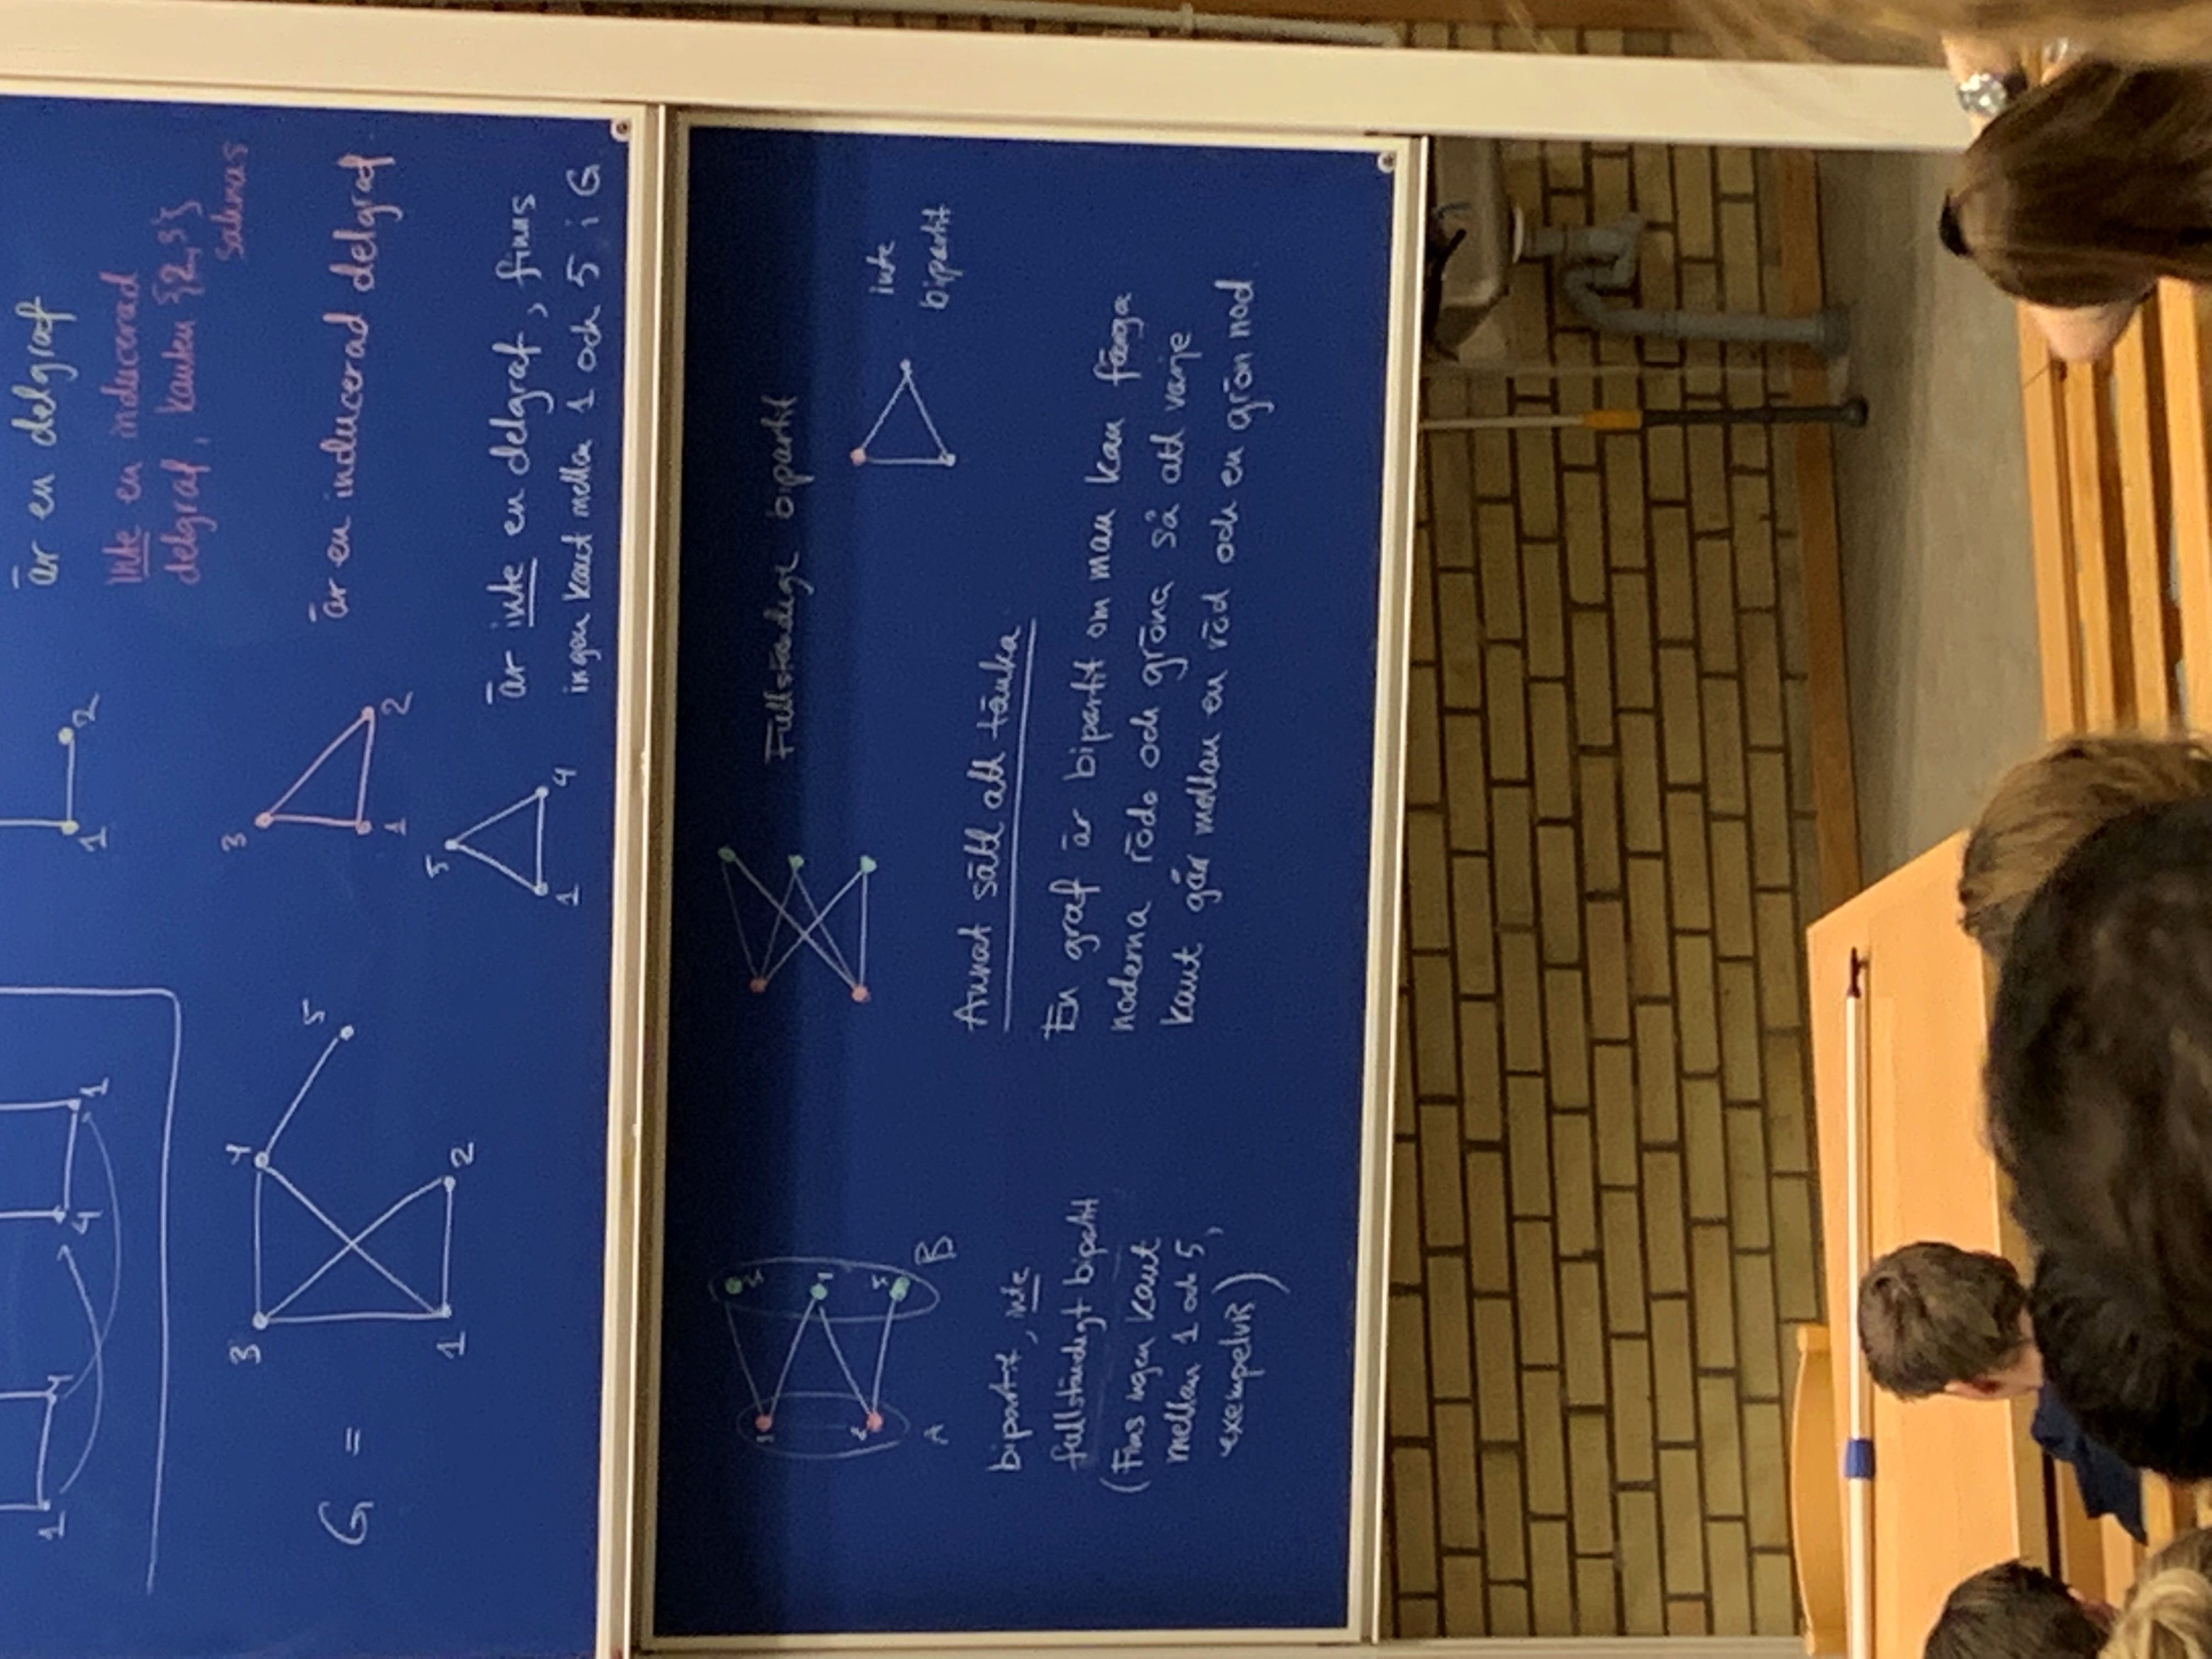 1
4
4
1
1
2
är en delgraf
inte en inducerad
delgraf, kanten {2,3}
saknas
G =
3
4
5
1
2
3
1
2
är en inducerad delgraf
5
1
4
är inte en delgraf, finns
ingen kant mellan 1 och 5 i G
1
2
3
4
5
A
B
bipartit, inte
fullständigt bipartit
(Finns ingen kant
mellan 1 och 5,
exempelvis)
Fullständigt bipartit
inte
bipartit
Annat sätt att tänka
En graf är bipartit om man kan färga
noderna röda och gröna så att varje
kant går mellan en röd och en grön nod